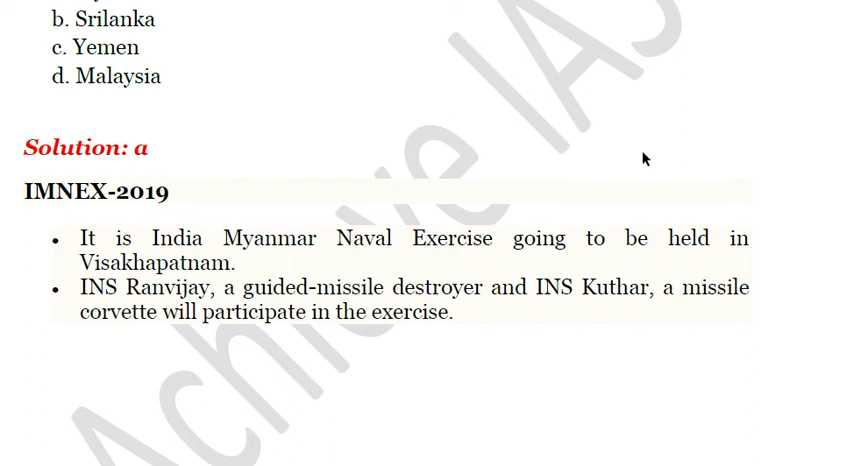 b. Srilanka
c. Yemen
d. Malaysia
Solution: a
IMNEX-2019
• It is India Myanmar Naval Exercise going to be held in
Visakhapatnam.
• INS Ranvijay, a guided-missile destroyer and INS Kuthar, a missile
corvette will participate in the exercise.
Achieve IAS